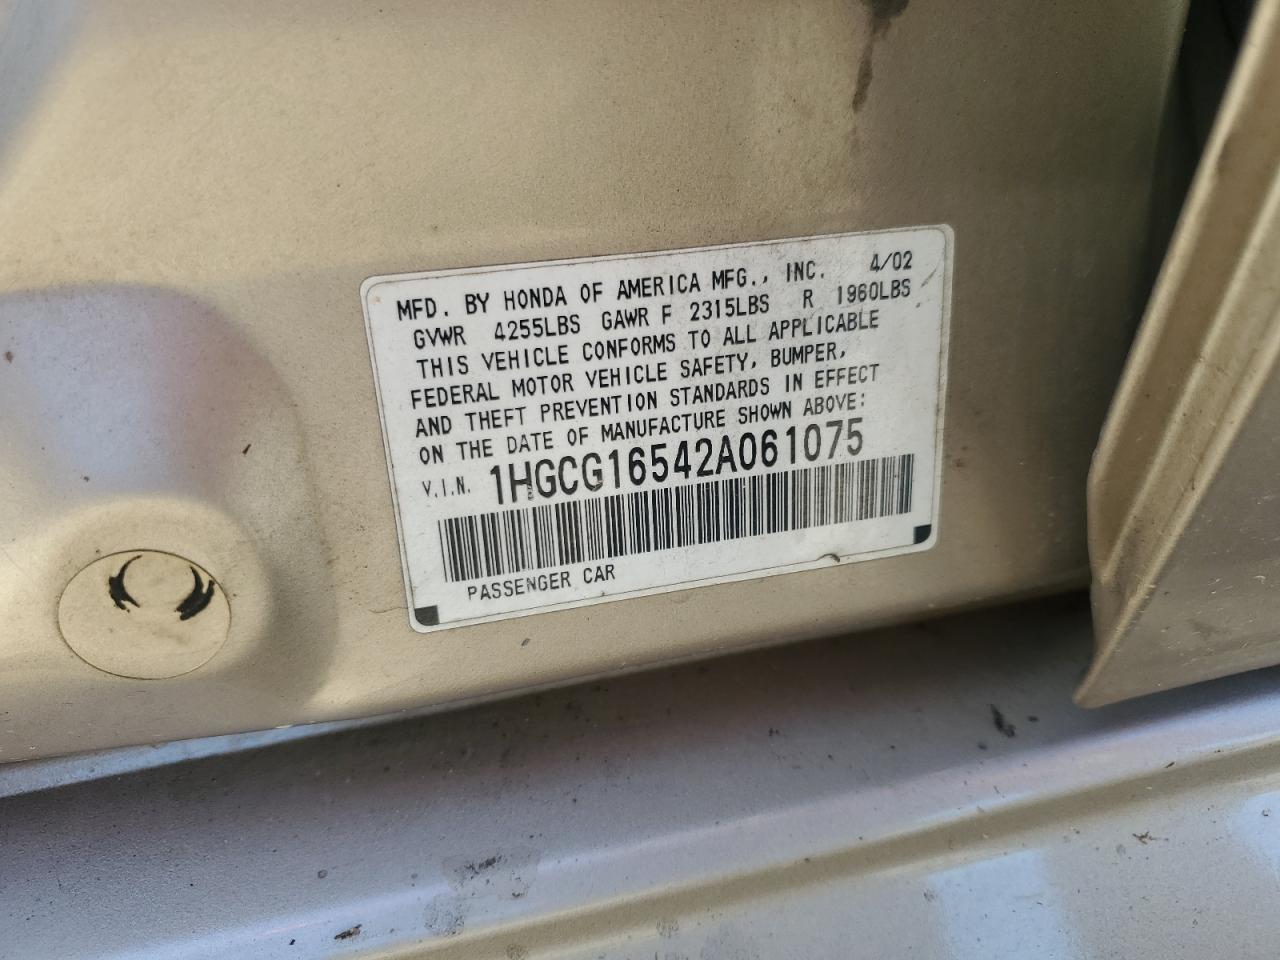 MFD. BY HONDA OF AMERICA MFG., INC. 4/02
GVWR 4255LBS GAWR F 2315LBS R 1960LBS
THIS VEHICLE CONFORMS TO ALL APPLICABLE
FEDERAL MOTOR VEHICLE SAFETY, BUMPER,
AND THEFT PREVENTION STANDARDS IN EFFECT
ON THE DATE OF MANUFACTURE SHOWN ABOVE:
V.I.N. 1HGCG16542A061075
PASSENGER CAR